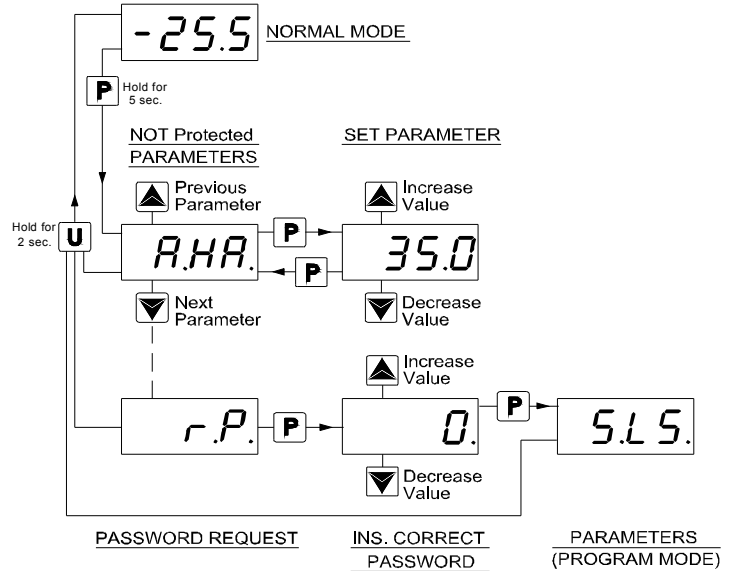 -25.5
NORMAL MODE
P
Hold for
5 sec.
NOT Protected
PARAMETERS
SET PARAMETER
Previous
Parameter
Increase
Value
Hold for
2 sec.
U
A.HA.
P
P
35.0
Next
Parameter
Decrease
Value
Increase
Value
r.P.
P
0.
P
S.L S.
Decrease
Value
PASSWORD REQUEST
INS. CORRECT
PASSWORD
PARAMETERS
(PROGRAM MODE)